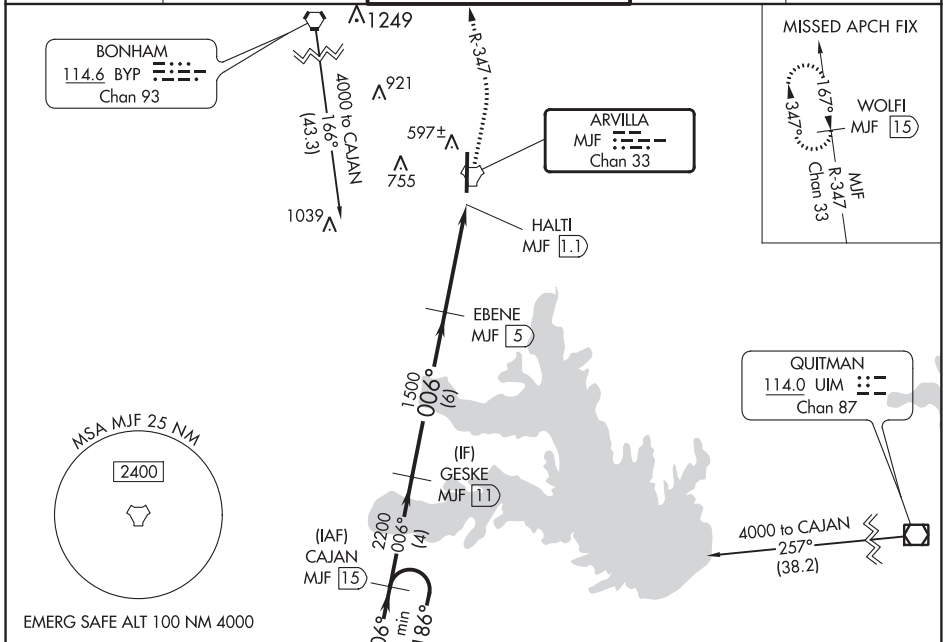 1249
BONHAM
114.6 BYP
Chan 93
4000 to CAJAN
166°
(43.3)
921
597±
755
1039
R-347
ARVILLA
MJF
Chan 33
MISSED APCH FIX
167°
347°
WOLFI
MJF 15
MJF
R-347
Chan 33
HALTI
MJF 1.1
EBENE
MJF 5
1500
006°
(6)
QUITMAN
114.0 UIM
Chan 87
MSA MJF 25 NM
2400
(IF)
GESKE
MJF 11
2200
006°
(4)
4000 to CAJAN
257°
(38.2)
(IAF)
CAJAN
MJF 15
06°
min
186°
EMERG SAFE ALT 100 NM 4000